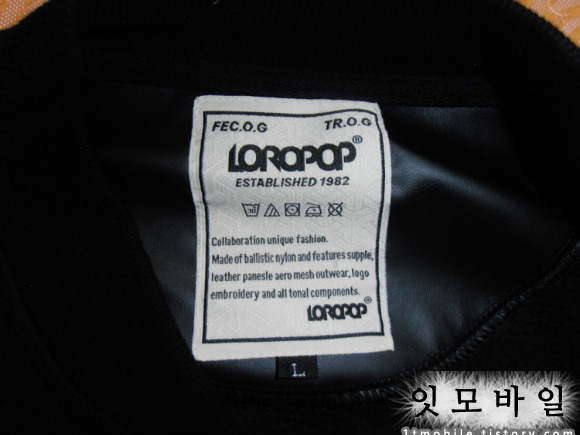 FEC.O.G TR.O.G
LOROPOP®
ESTABLISHED 1982
Collaboration unique fashion.
Made of ballistic nylon and features supple,
leather panesle aero mesh outwear, logo
embroidery and all tonal components.
LOROPOP®
L
잇모바일
1tmobile.tistory.com